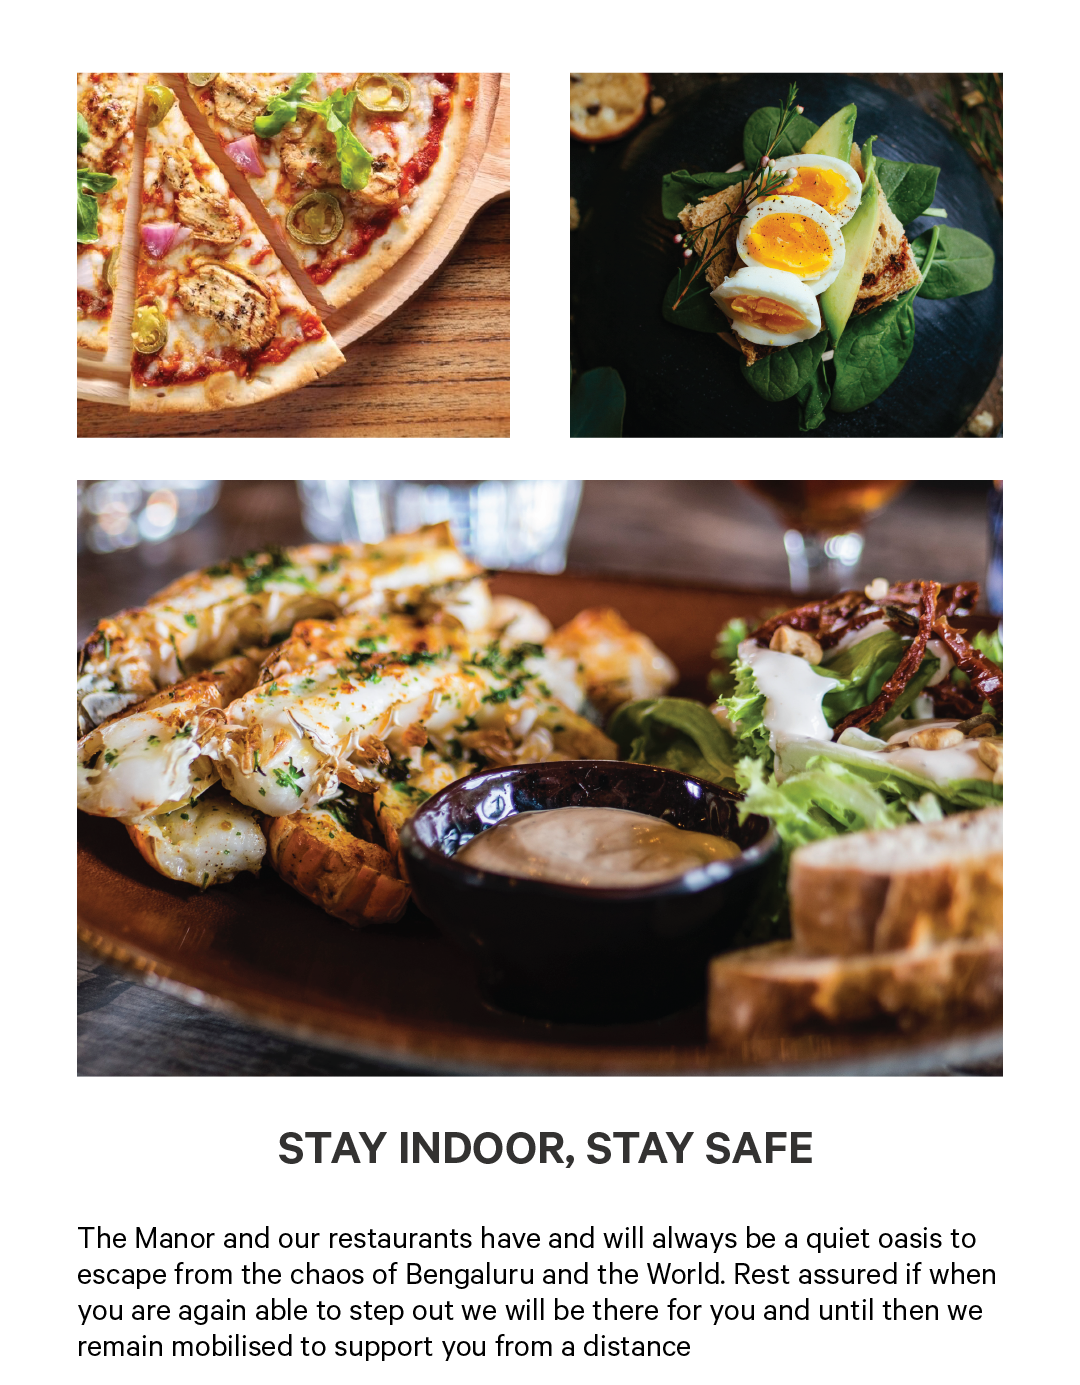 STAY INDOOR, STAY SAFE
The Manor and our restaurants have and will always be a quiet oasis to
escape from the chaos of Bengaluru and the World. Rest assured if when
you are again able to step out we will be there for you and until then we
remain mobilised to support you from a distance